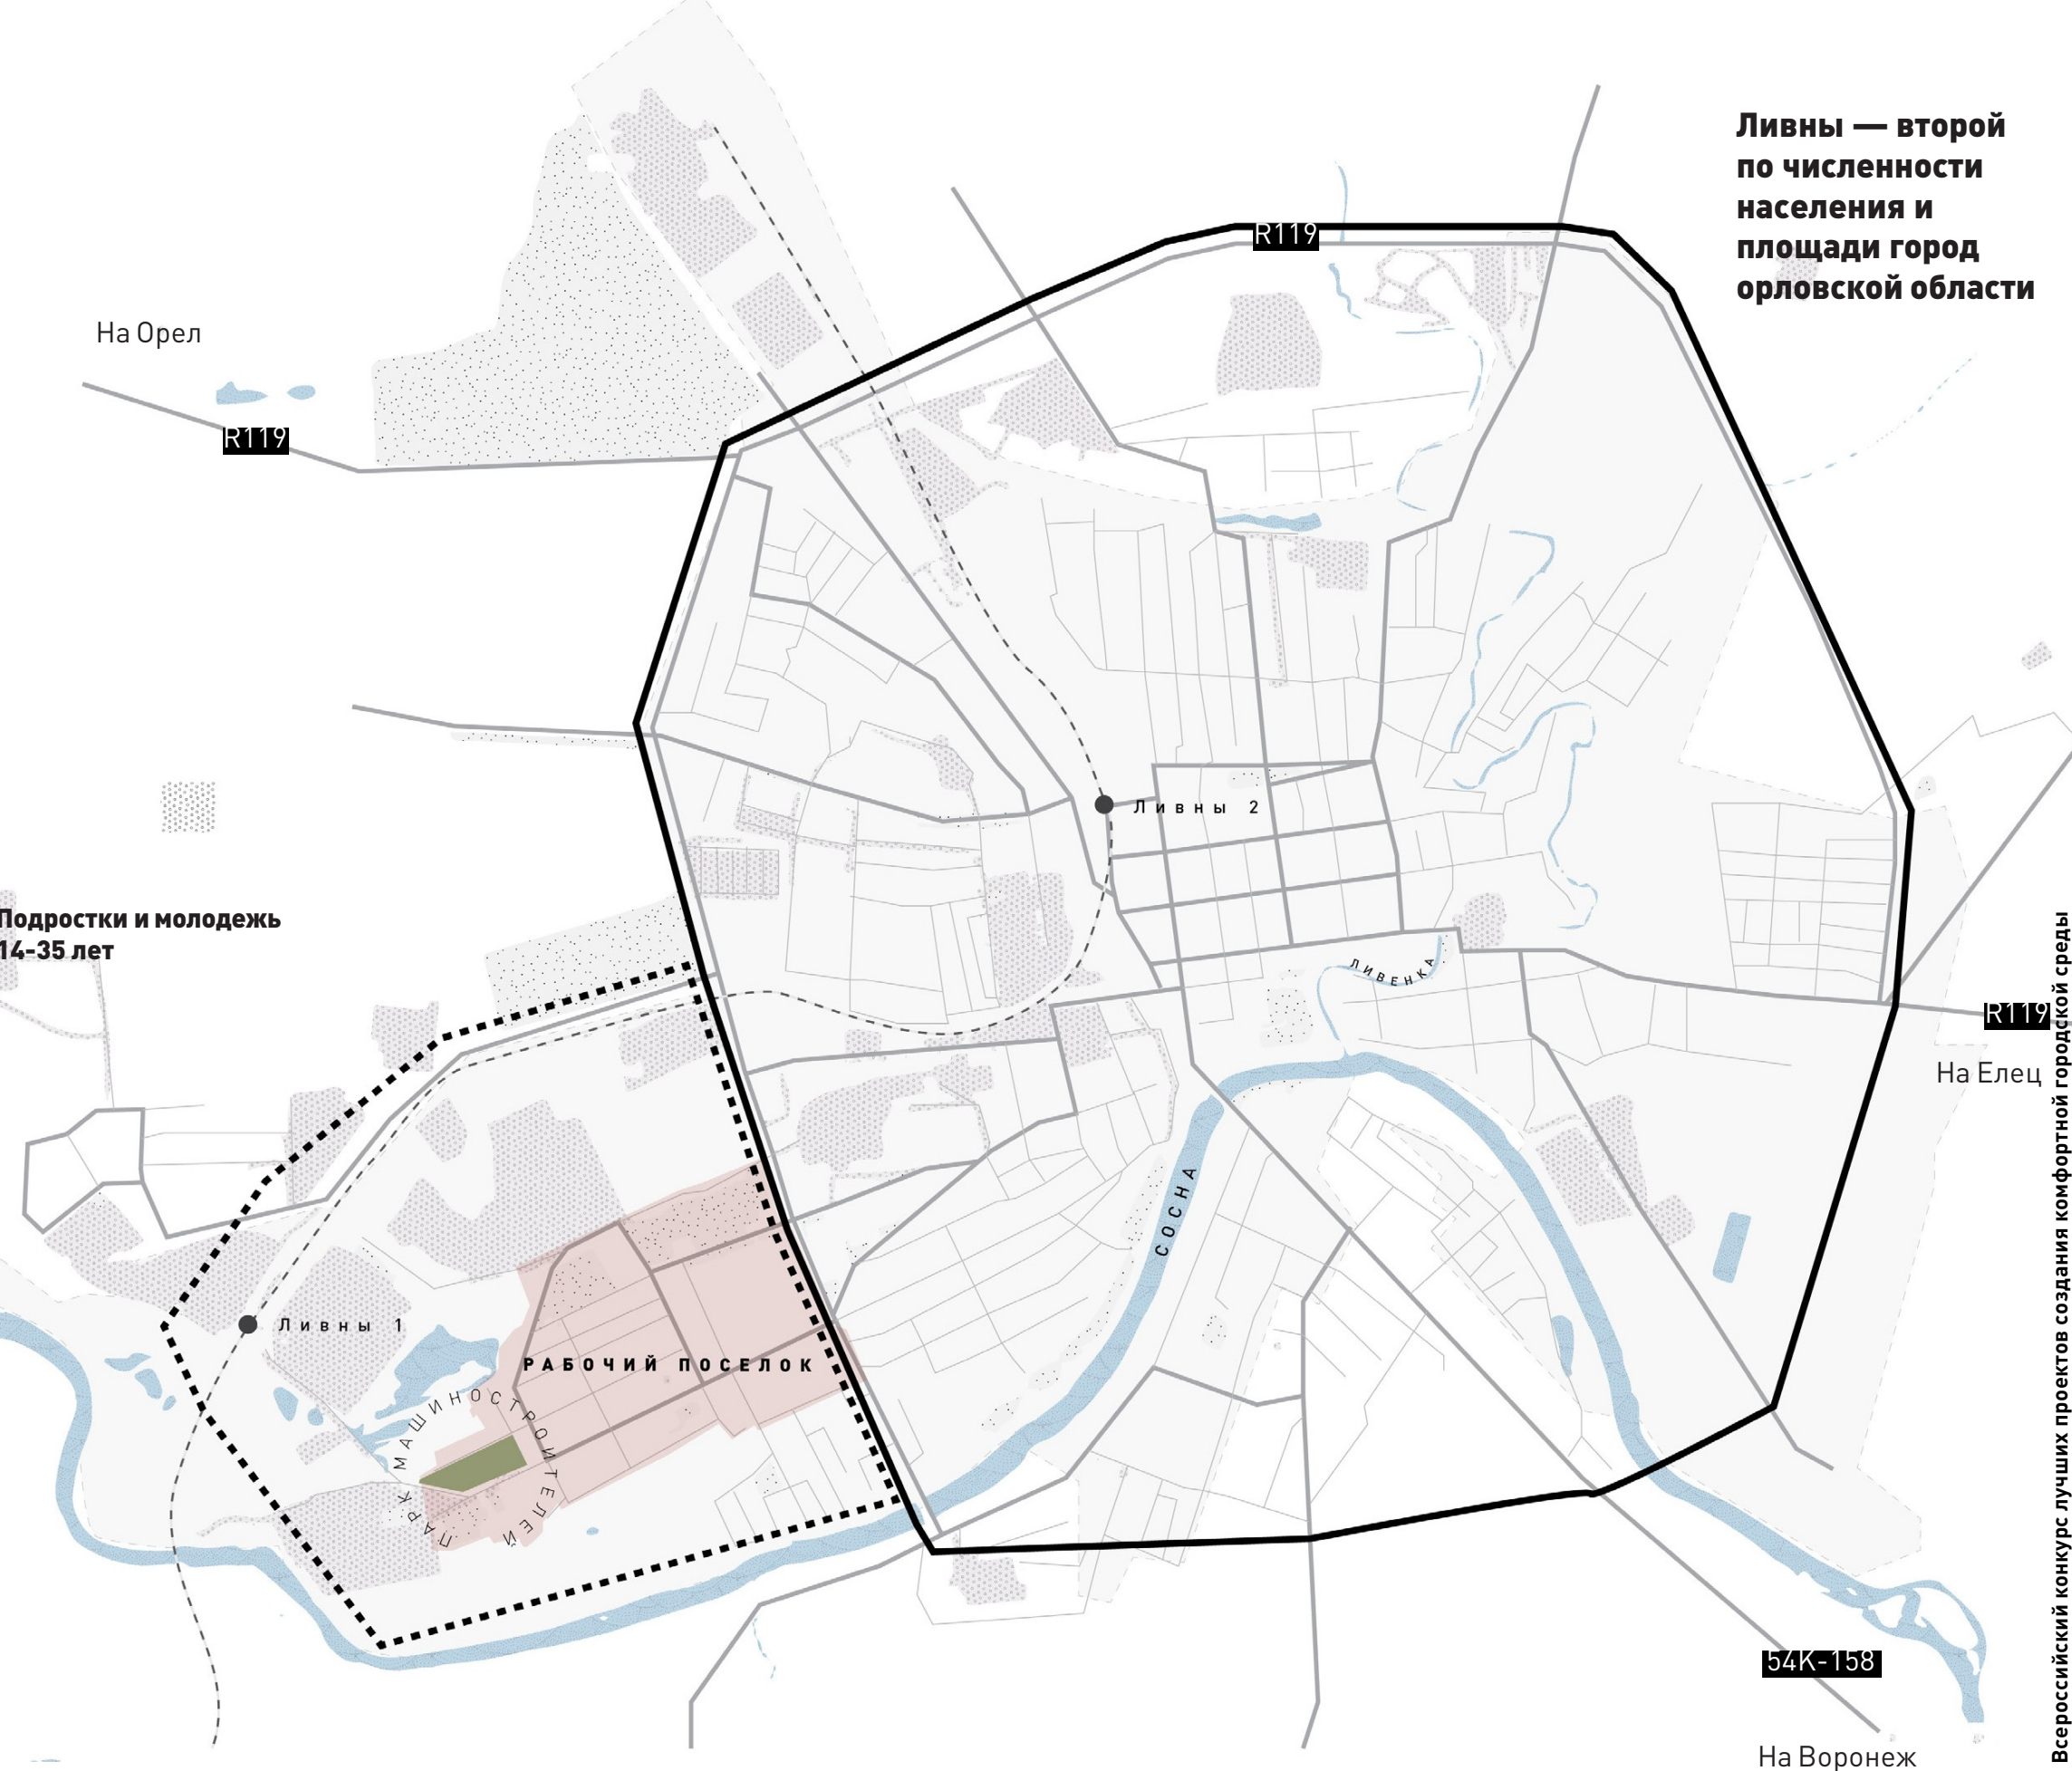 Ливны — второй
по численности
населения и
площади город
орловской области
R119
На Орел
R119
Ливны 2
Подростки и молодежь
14-35 лет
ЛИВЕНКА
R119
На Елец
СОСНА
Ливны 1
РАБОЧИЙ ПОСЕЛОК
ПАРК МАШИНОСТРОИТЕЛЕЙ
54К-158
На Воронеж
Всероссийский конкурс лучших проектов создания комфортной городской среды